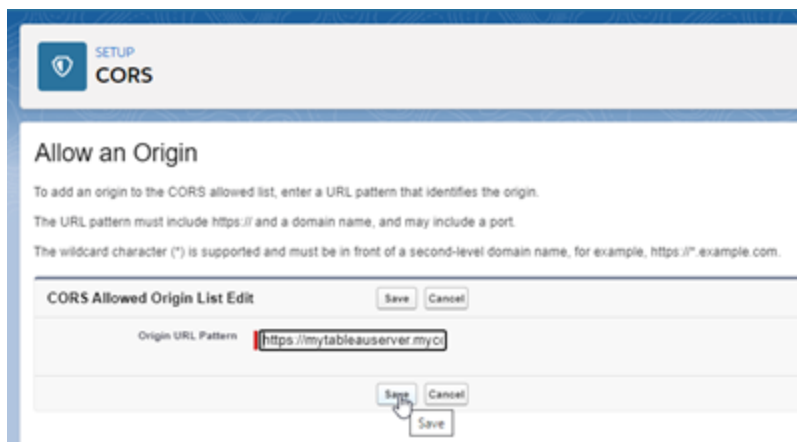 SETUP
CORS
Allow an Origin
To add an origin to the CORS allowed list, enter a URL pattern that identifies the origin.
The URL pattern must include https:// and a domain name, and may include a port.
The wildcard character (*) is supported and must be in front of a second-level domain name, for example, https://*.example.com.
CORS Allowed Origin List Edit Save Cancel
Origin URL Pattern https://mytableauserver.myco
Save Cancel
Save